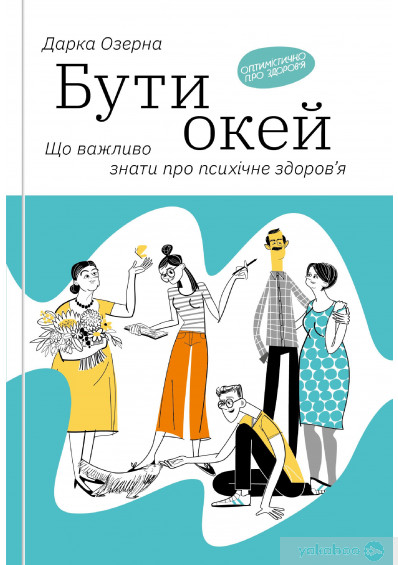 Дарка Озерна
ОПТИМІСТИЧНО
ПРО ЗДОРОВ'Я
Бути
окей
Що важливо
знати про психічне здоров'я
yakaboo